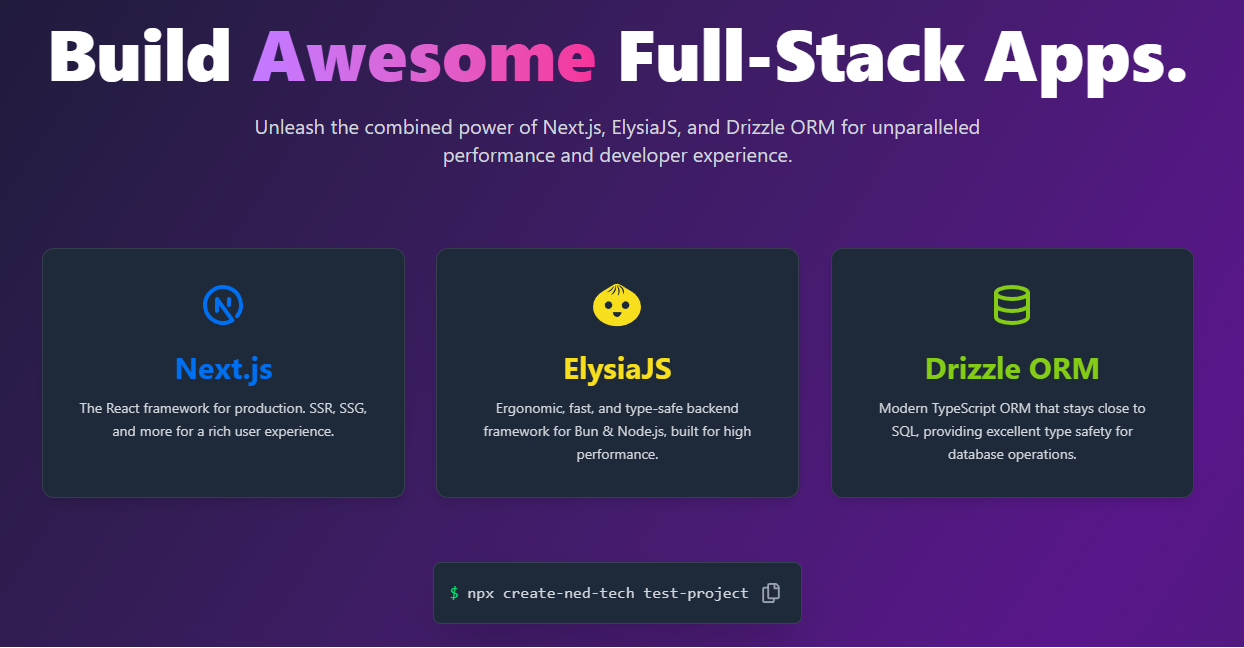 Build Awesome Full-Stack Apps.
Unleash the combined power of Next.js, ElysiaJS, and Drizzle ORM for unparalleled
performance and developer experience.
Next.js
The React framework for production. SSR, SSG,
and more for a rich user experience.
ElysiaJS
Ergonomic, fast, and type-safe backend
framework for Bun & Node.js, built for high
performance.
Drizzle ORM
Modern TypeScript ORM that stays close to
SQL, providing excellent type safety for
database operations.
$ npx create-ned-tech test-project